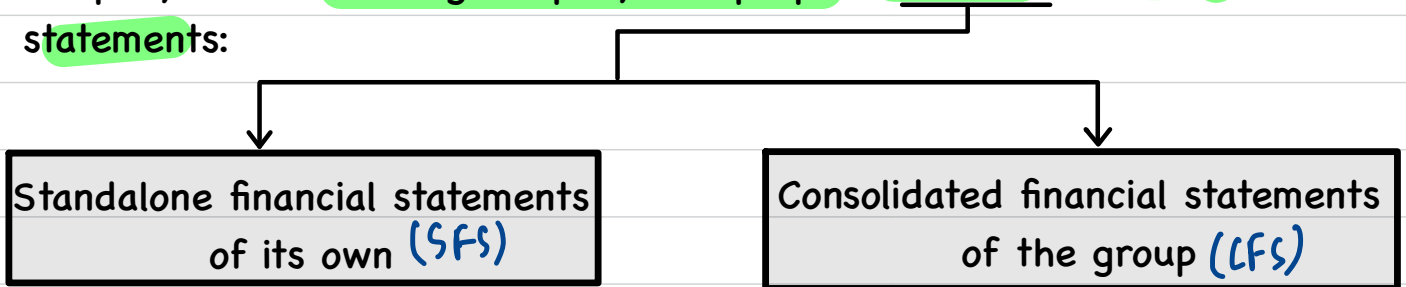 statements:
Standalone financial statements
of its own (SFS)
Consolidated financial statements
of the group (CFS)